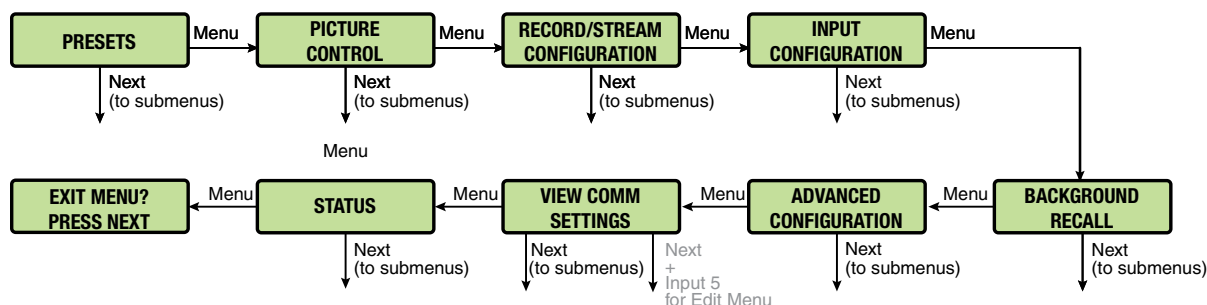 PRESETS
Menu
PICTURE
CONTROL
Menu
RECORD/STREAM
CONFIGURATION
Menu
INPUT
CONFIGURATION
Menu
Next
(to submenus)
Next
(to submenus)
Next
(to submenus)
Next
(to submenus)
Menu
EXIT MENU?
PRESS NEXT
Menu
STATUS
Menu
VIEW COMM
SETTINGS
Menu
ADVANCED
CONFIGURATION
Menu
BACKGROUND
RECALL
Next
(to submenus)
Next
(to submenus)
Next
+
Input 5
for Edit Menu
Next
(to submenus)
Next
(to submenus)